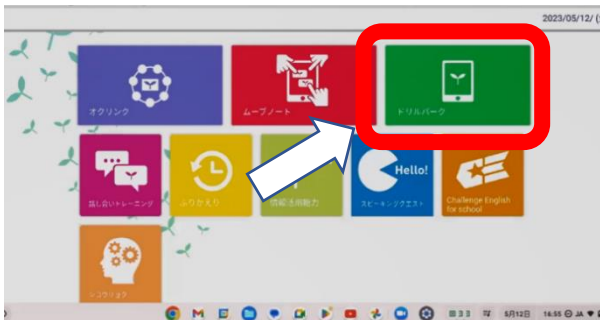 2023/05/12/ (
オクリンク
ムーブノート
ドリルパーク
話し合いトレーニング
ふりかえり
情報活用能力
Hello!
スピーキングクエスト
CE
Challenge English
for school
5月12日
16:55
JA